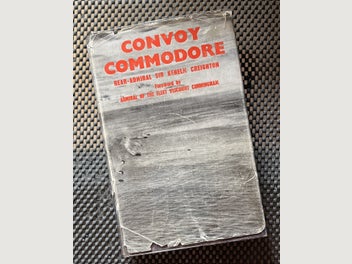 CONVOY
COMMODORE
REAR-ADMIRAL SIR KENELM CREIGHTON
Foreword by
ADMIRAL OF THE FLEET VISCOUNT CUNNINGHAM